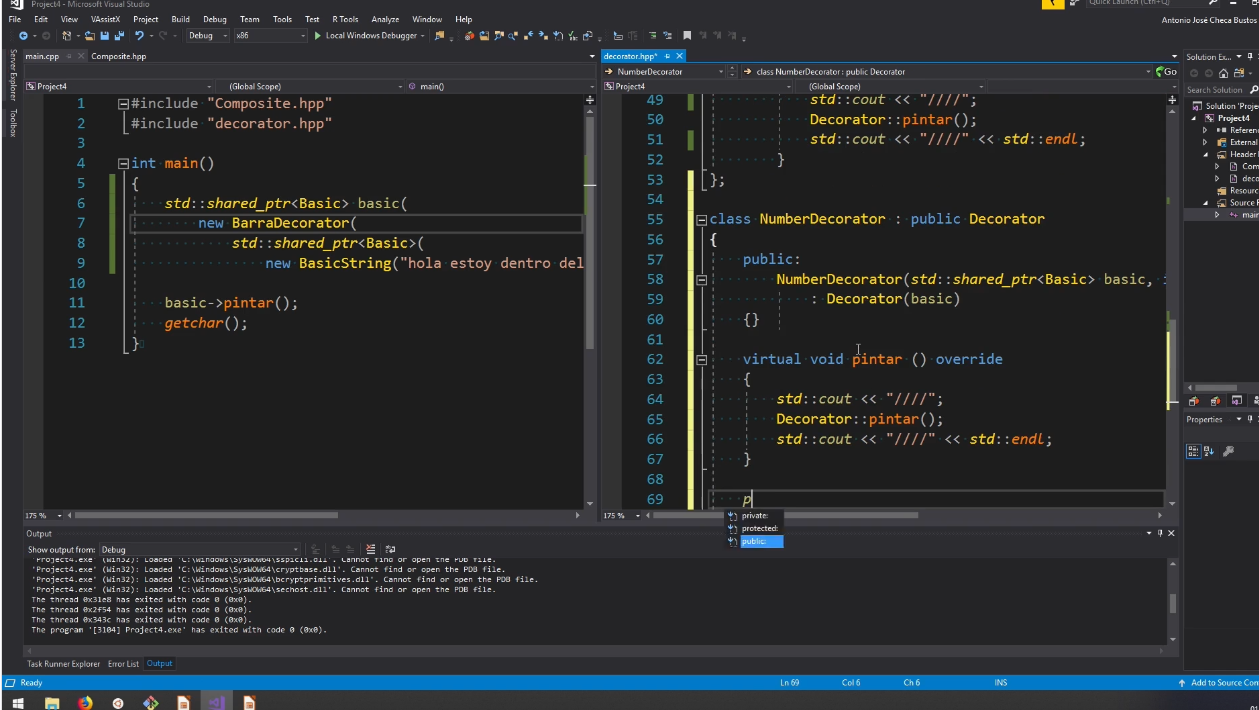 Project4 - Microsoft Visual Studio
Quick Launch (Ctrl+Q)
File Edit View VAssistX Project Build Debug Team Tools Test R Tools Analyze Window Help
Antonio José Checa Bustos
Debug x86 Local Windows Debugger
Server Explorer
Toolbox
main.cpp Composite.hpp
Project4 (Global Scope) main()
1 #include "Composite.hpp"
2 #include "decorator.hpp"
3
4 int main()
5 {
6 std::shared_ptr<Basic> basic(
7 new BarraDecorator(
8 std::shared_ptr<Basic>(
9 new BasicString("hola estoy dentro del
10
11 basic->pintar();
12 getchar();
13 }
175 %
decorator.hpp*
NumberDecorator class NumberDecorator : public Decorator Go
Project4 (Global Scope)
49 std::cout << "////";
50 Decorator::pintar();
51 std::cout << "////" << std::endl;
52 }
53 };
54
55 class NumberDecorator : public Decorator
56 {
57 public:
58 NumberDecorator(std::shared_ptr<Basic> basic, i
59 : Decorator(basic)
60 {}
61
62 virtual void pintar () override
63 {
64 std::cout << "////";
65 Decorator::pintar();
66 std::cout << "////" << std::endl;
67 }
68
69 p
private:
protected:
public:
175 %
Solution Ex...
Search Solution
Solution 'Proje
Project4
Referen
External
Header
Com
deco
Resourc
Source F
main
Properties
Output
Show output from: Debug
'Project4.exe' (Win32): Loaded 'C:\Windows\SysWOW64\sspicli.dll'. Cannot find or open the PDB file.
'Project4.exe' (Win32): Loaded 'C:\Windows\SysWOW64\cryptbase.dll'. Cannot find or open the PDB file.
'Project4.exe' (Win32): Loaded 'C:\Windows\SysWOW64\bcryptprimitives.dll'. Cannot find or open the PDB file.
'Project4.exe' (Win32): Loaded 'C:\Windows\SysWOW64\sechost.dll'. Cannot find or open the PDB file.
The thread 0x31e8 has exited with code 0 (0x0).
The thread 0x2f54 has exited with code 0 (0x0).
The thread 0x343c has exited with code 0 (0x0).
The program '[3104] Project4.exe' has exited with code 0 (0x0).
Task Runner Explorer Error List Output
Ready Ln 69 Col 6 Ch 6 INS Add to Source Con